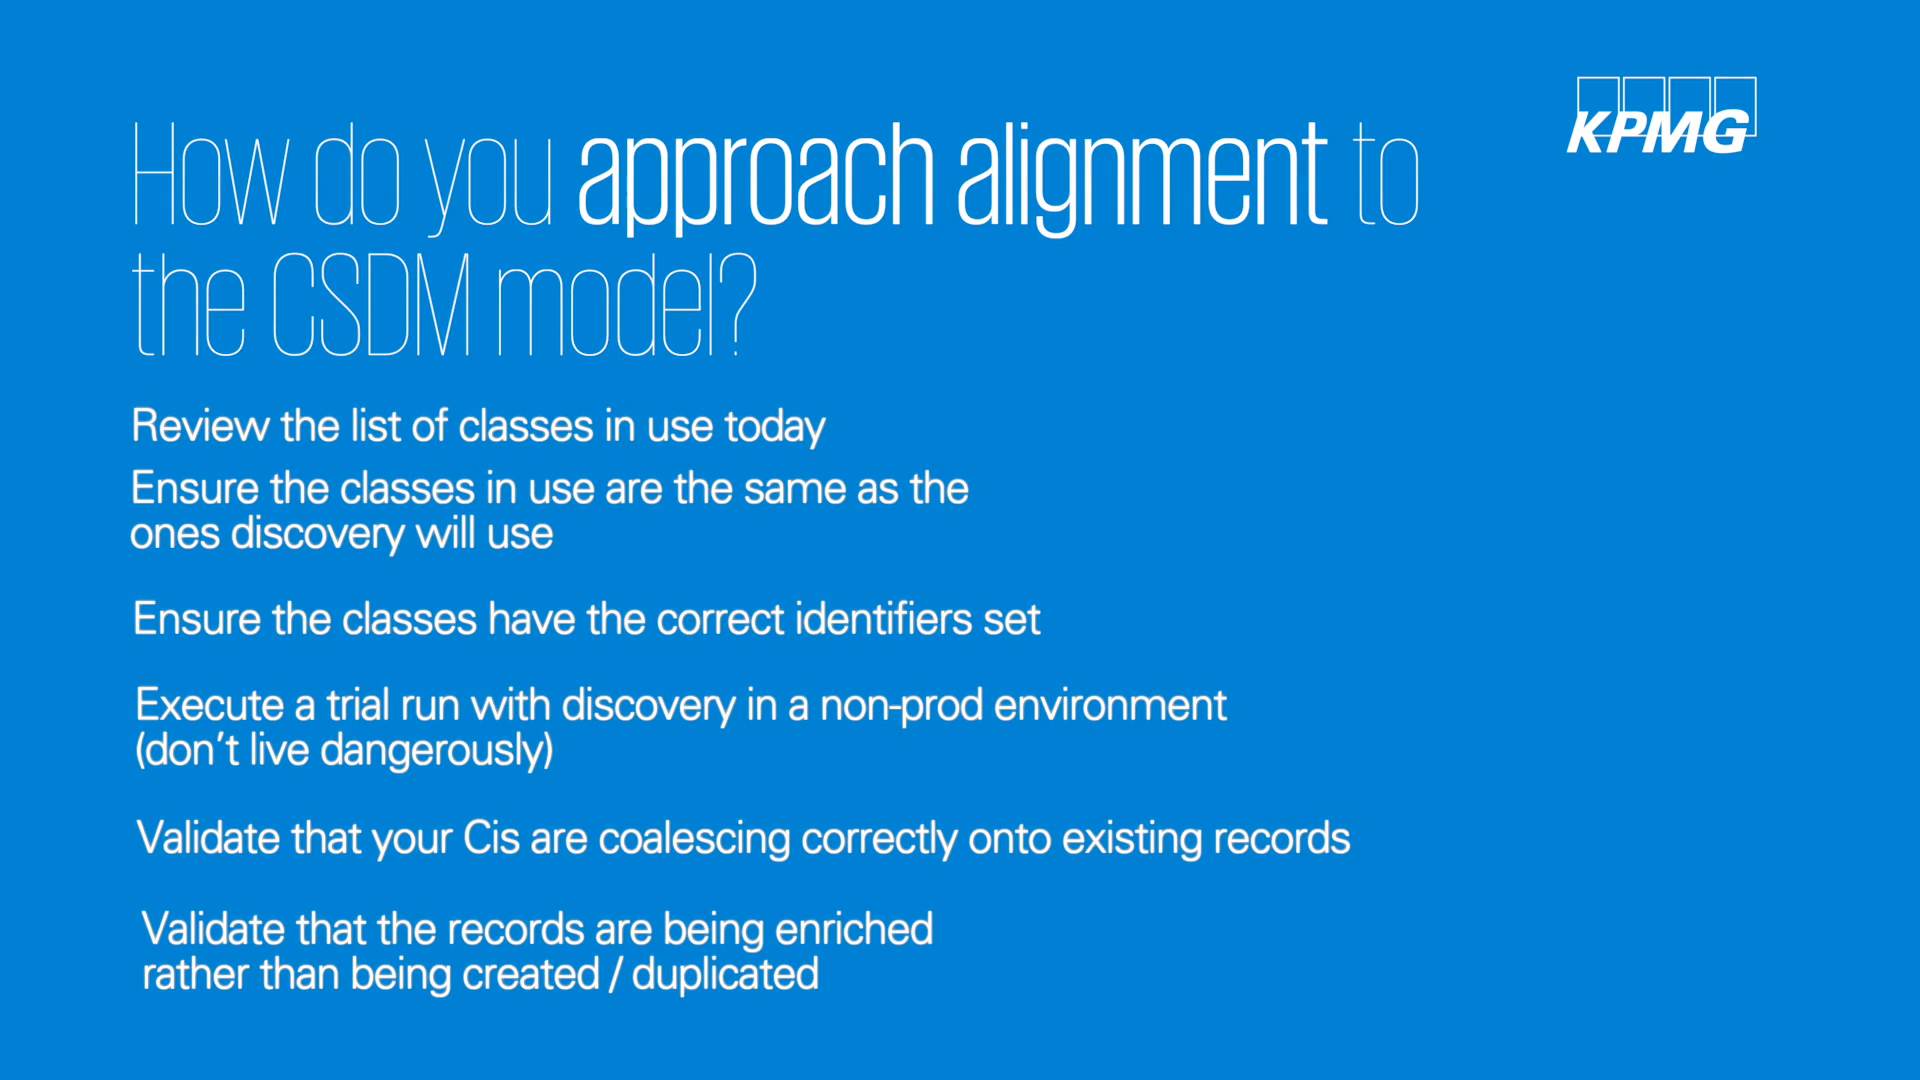 KPMG
How do you approach alignment to
the CSDM model?
Review the list of classes in use today
Ensure the classes in use are the same as the
ones discovery will use
Ensure the classes have the correct identifiers set
Execute a trial run with discovery in a non-prod environment
(don't live dangerously)
Validate that your Cis are coalescing correctly onto existing records
Validate that the records are being enriched
rather than being created / duplicated